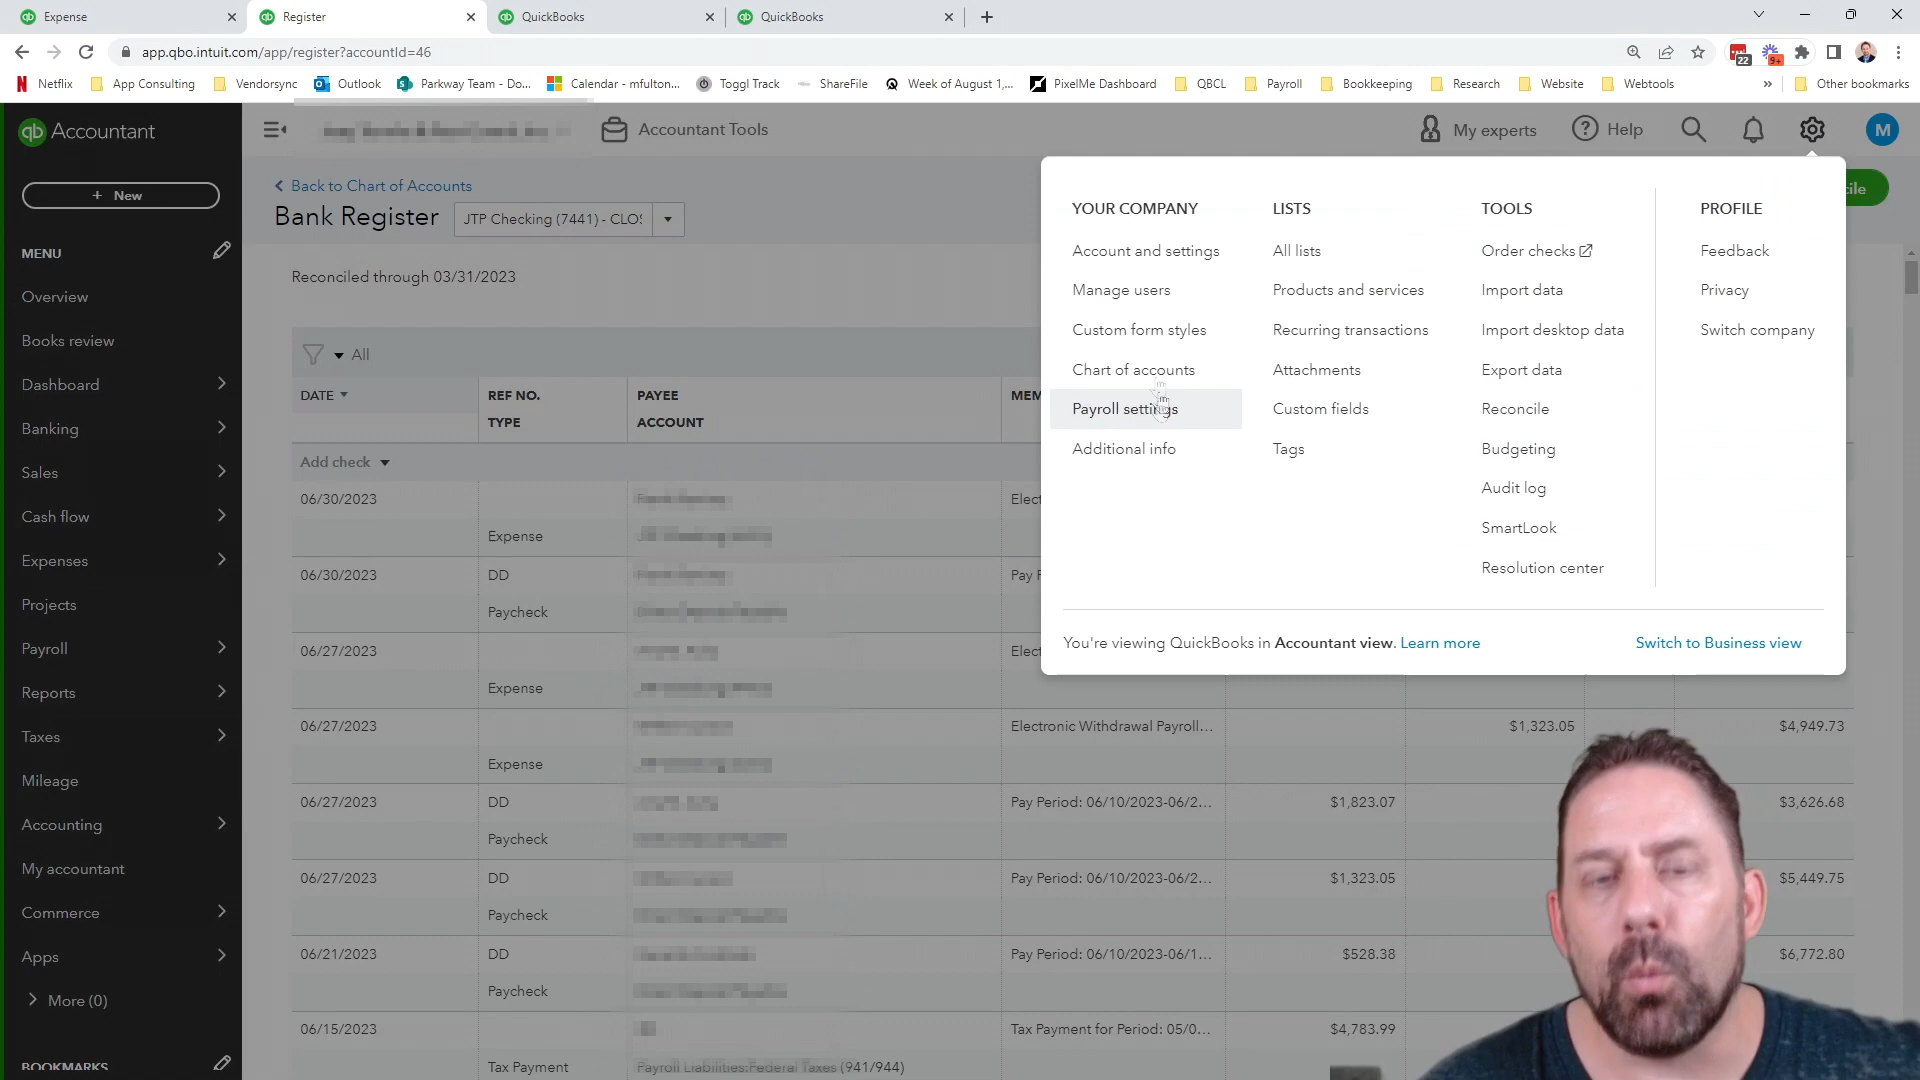 Expense
Register
QuickBooks
QuickBooks
app.qbo.intuit.com/app/register?accountId=46
22
9+
Netflix
App Consulting
Vendorsync
Outlook
Parkway Team - Do...
Calendar - mfulton...
Toggl Track
ShareFile
Week of August 1,...
PixelMe Dashboard
QBCL
Payroll
Bookkeeping
Research
Website
Webtools
»
Other bookmarks
qb Accountant
Accountant Tools
My experts
Help
M
+ New
MENU
Overview
Books review
Dashboard
Banking
Sales
Cash flow
Expenses
Projects
Payroll
Reports
Taxes
Mileage
Accounting
My accountant
Commerce
Apps
More (0)
BOOKMARKS
Back to Chart of Accounts
Bank Register
JTP Checking (7441) - CLO
Reconciled through 03/31/2023
All
DATE
REF NO.
TYPE
PAYEE
ACCOUNT
MEM
Add check
06/30/2023
Elect
Expense
06/30/2023
DD
Pay P
Paycheck
06/27/2023
Elect
Expense
06/27/2023
Electronic Withdrawal Payroll...
$1,323.05
$4,949.73
Expense
06/27/2023
DD
Pay Period: 06/10/2023-06/2...
$1,823.07
$3,626.68
Paycheck
06/27/2023
DD
Pay Period: 06/10/2023-06/2...
$1,323.05
$5,449.75
Paycheck
06/21/2023
DD
Pay Period: 06/10/2023-06/1...
$528.38
$6,772.80
Paycheck
06/15/2023
Tax Payment for Period: 05/0...
$4,783.99
Tax Payment
Payroll Liabilities:Federal Taxes (941/944)
cile
YOUR COMPANY
Account and settings
Manage users
Custom form styles
Chart of accounts
Payroll settings
Additional info
LISTS
All lists
Products and services
Recurring transactions
Attachments
Custom fields
Tags
TOOLS
Order checks
Import data
Import desktop data
Export data
Reconcile
Budgeting
Audit log
SmartLook
Resolution center
PROFILE
Feedback
Privacy
Switch company
You're viewing QuickBooks in Accountant view. Learn more
Switch to Business view